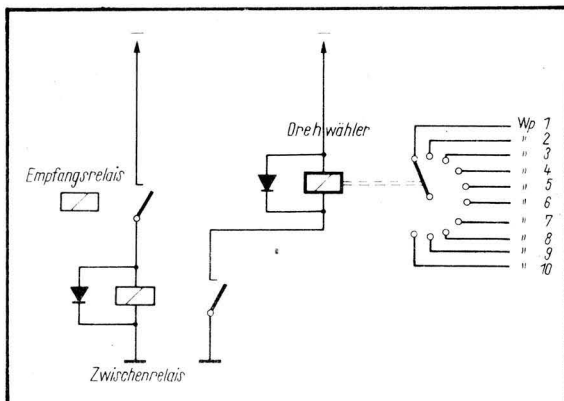 Drehwähler
Empfangsrelais
Zwischenrelais
Wp 1
" 2
" 3
" 4
" 5
" 6
" 7
" 8
" 9
" 10